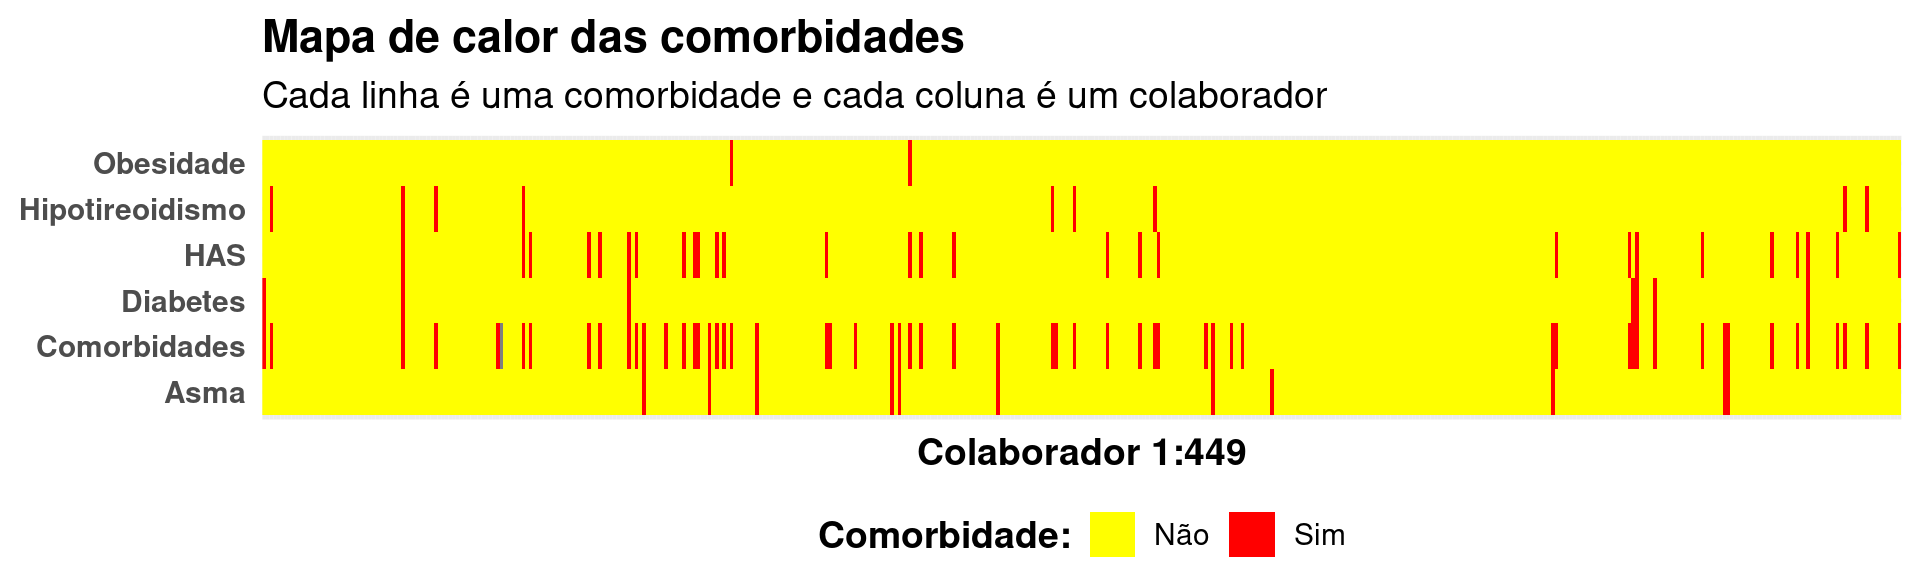 Mapa de calor das comorbidades
Cada linha é uma comorbidade e cada coluna é um colaborador
Obesidade
Hipotireoidismo
HAS
Diabetes
Comorbidades
Asma
Colaborador 1:449
Comorbidade: Não Sim